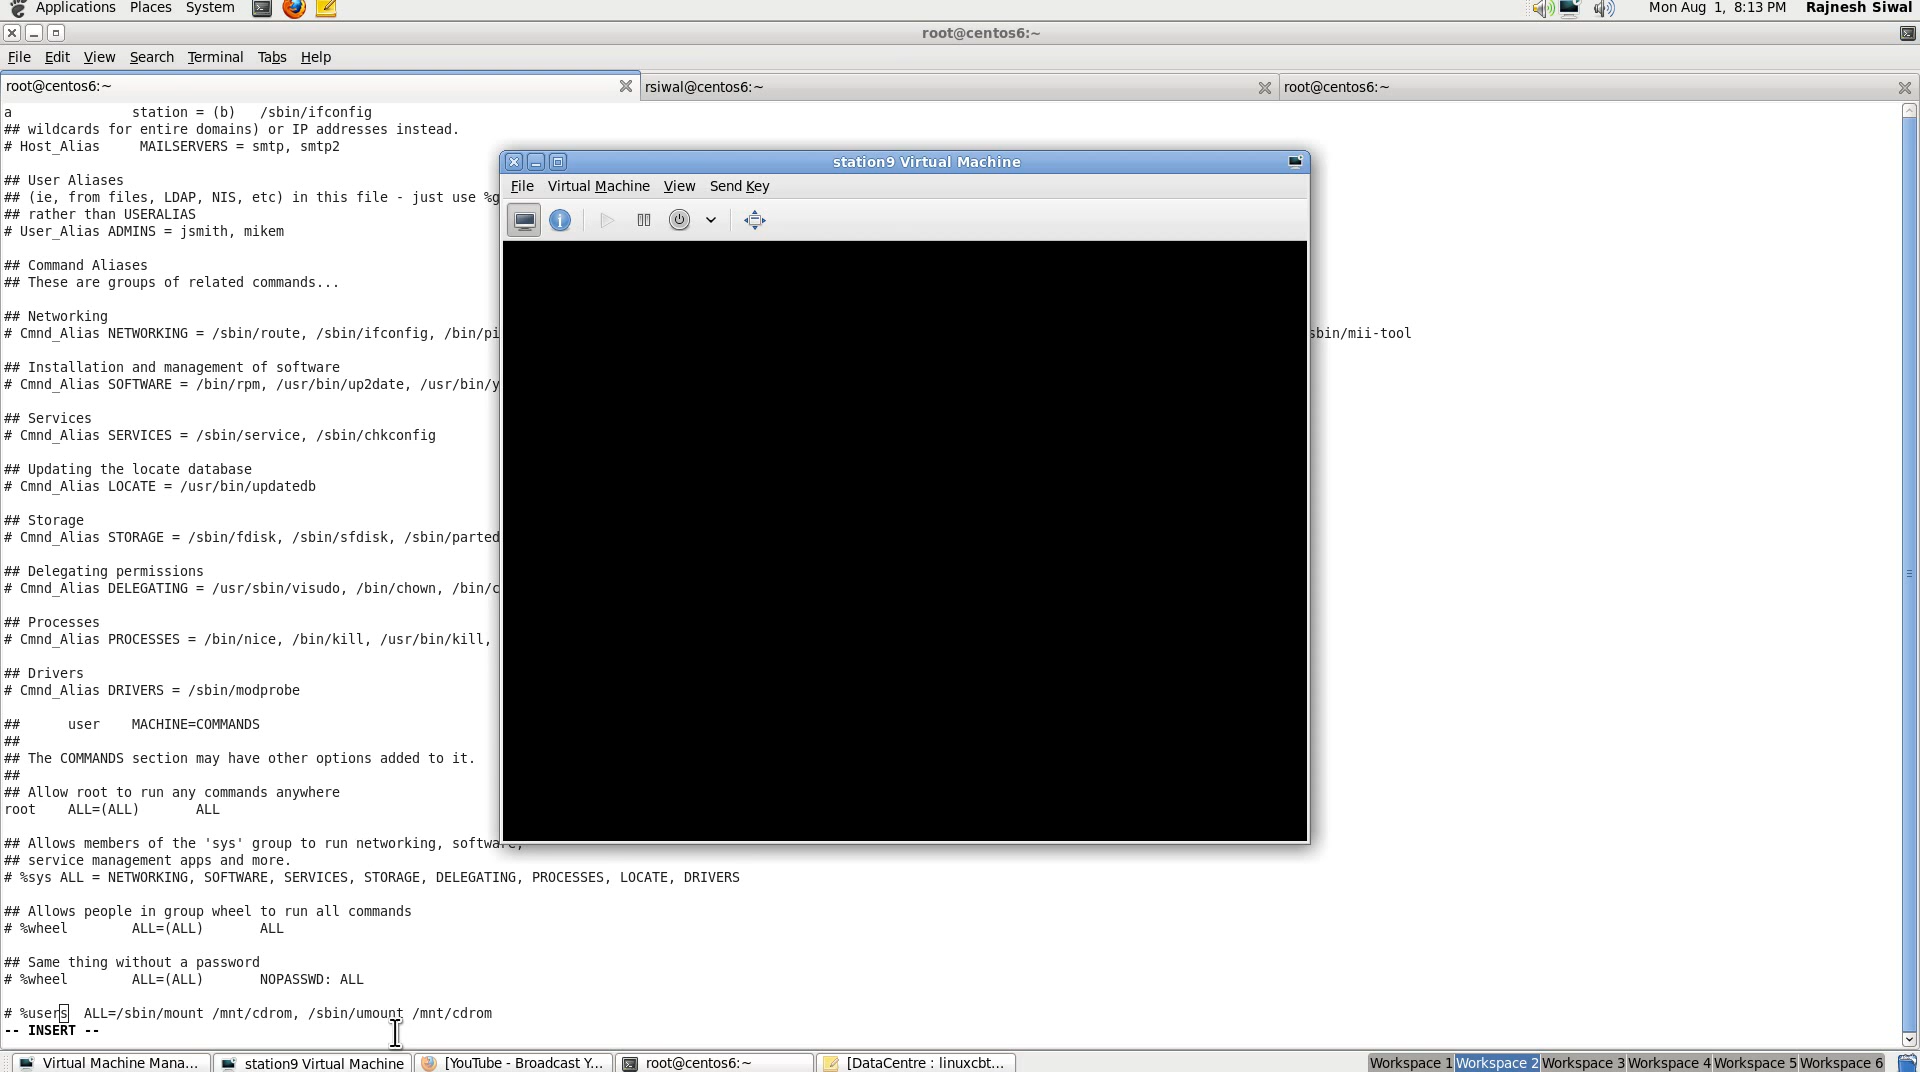 Applications Places System Mon Aug 1, 8:13 PM Rajnesh Siwal
root@centos6:~
File Edit View Search Terminal Tabs Help
root@centos6:~ rsiwal@centos6:~ root@centos6:~
a station = (b) /sbin/ifconfig
## wildcards for entire domains) or IP addresses instead.
# Host_Alias MAILSERVERS = smtp, smtp2
station9 Virtual Machine
File Virtual Machine View Send Key
## User Aliases
## (ie, from files, LDAP, NIS, etc) in this file - just use %g
## rather than USERALIAS
# User_Alias ADMINS = jsmith, mikem
## Command Aliases
## These are groups of related commands...
## Networking
# Cmnd_Alias NETWORKING = /sbin/route, /sbin/ifconfig, /bin/pi sbin/mii-tool
## Installation and management of software
# Cmnd_Alias SOFTWARE = /bin/rpm, /usr/bin/up2date, /usr/bin/y
## Services
# Cmnd_Alias SERVICES = /sbin/service, /sbin/chkconfig
## Updating the locate database
# Cmnd_Alias LOCATE = /usr/bin/updatedb
## Storage
# Cmnd_Alias STORAGE = /sbin/fdisk, /sbin/sfdisk, /sbin/parted
## Delegating permissions
# Cmnd_Alias DELEGATING = /usr/sbin/visudo, /bin/chown, /bin/c
## Processes
# Cmnd_Alias PROCESSES = /bin/nice, /bin/kill, /usr/bin/kill,
## Drivers
# Cmnd_Alias DRIVERS = /sbin/modprobe
## user MACHINE=COMMANDS
##
## The COMMANDS section may have other options added to it.
##
## Allow root to run any commands anywhere
root ALL=(ALL) ALL
## Allows members of the 'sys' group to run networking, software,
## service management apps and more.
# %sys ALL = NETWORKING, SOFTWARE, SERVICES, STORAGE, DELEGATING, PROCESSES, LOCATE, DRIVERS
## Allows people in group wheel to run all commands
# %wheel ALL=(ALL) ALL
## Same thing without a password
# %wheel ALL=(ALL) NOPASSWD: ALL
# %users ALL=/sbin/mount /mnt/cdrom, /sbin/umount /mnt/cdrom
-- INSERT --
Virtual Machine Mana... station9 Virtual Machine [YouTube - Broadcast Y... root@centos6:~ [DataCentre : linuxcbt... Workspace 1 Workspace 2 Workspace 3 Workspace 4 Workspace 5 Workspace 6